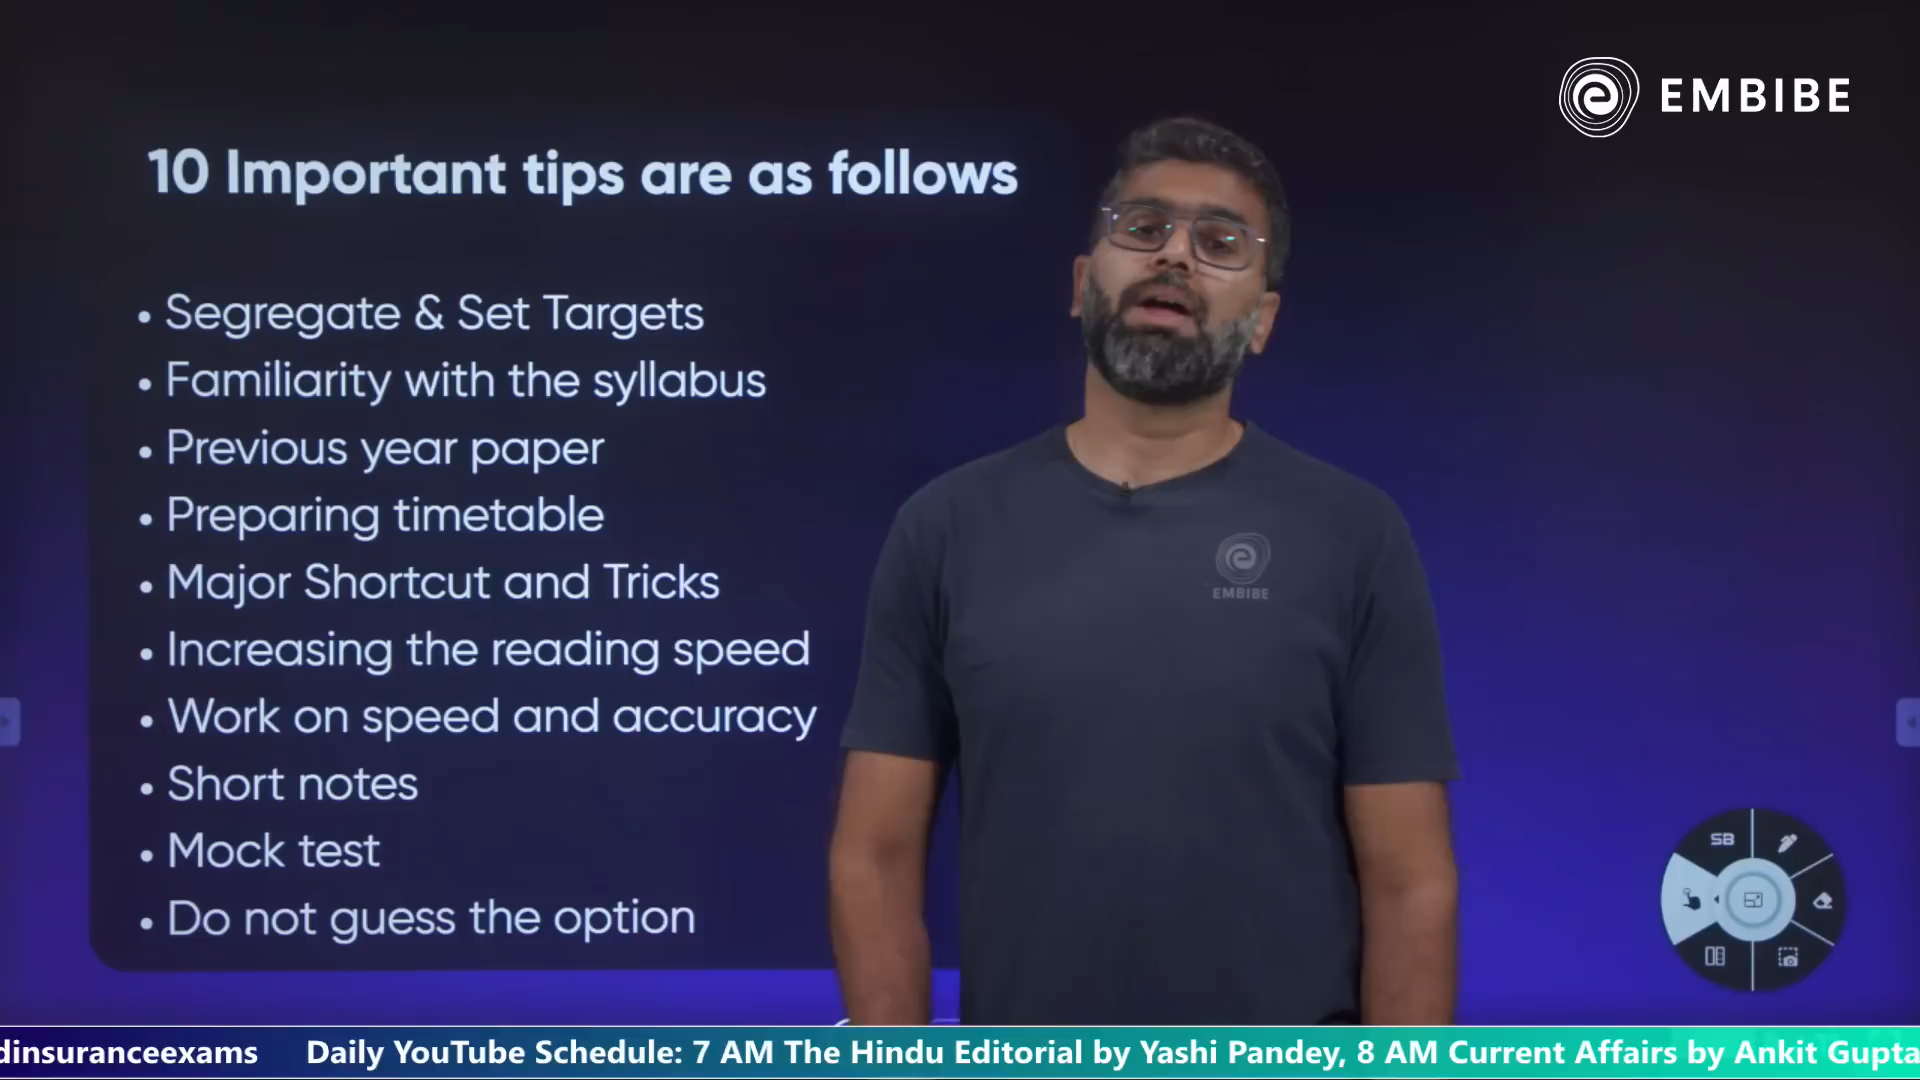 EMBIBE
10 Important tips are as follows
• Segregate & Set Targets
• Familiarity with the syllabus
• Previous year paper
• Preparing timetable
• Major Shortcut and Tricks
• Increasing the reading speed
• Work on speed and accuracy
• Short notes
• Mock test
• Do not guess the option
EMBIBE
SB
dinsuranceexams Daily YouTube Schedule: 7 AM The Hindu Editorial by Yashi Pandey, 8 AM Current Affairs by Ankit Gupta